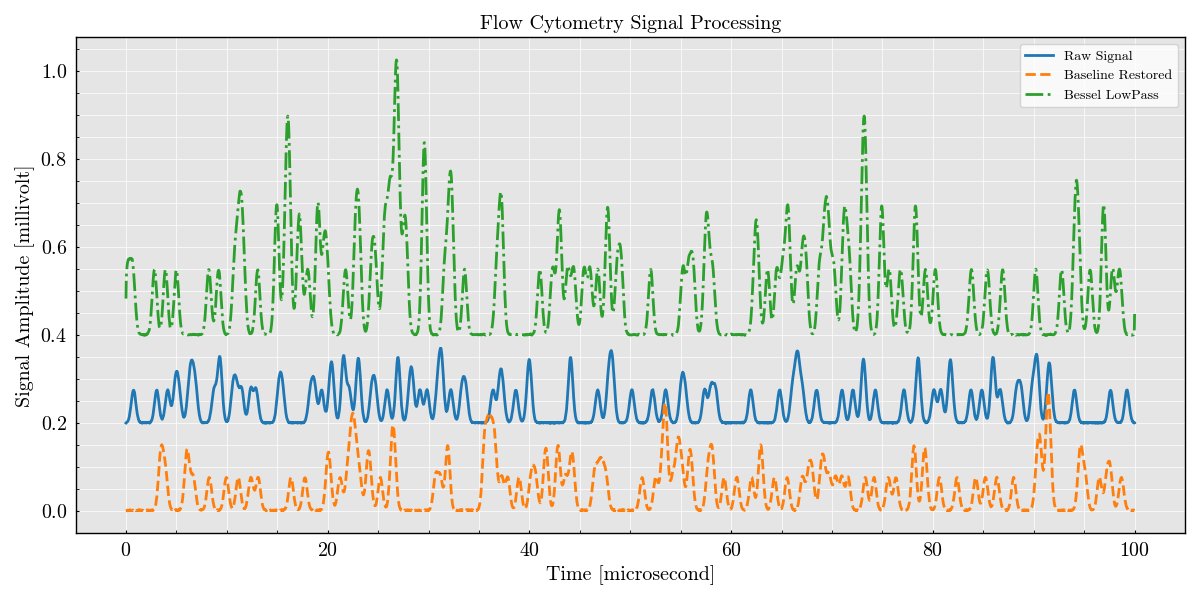 Flow Cytometry Signal Processing
Raw Signal
Baseline Restored
Bessel LowPass
Signal Amplitude [millivolt]
1.0
0.8
0.6
0.4
0.2
0.0
0 20 40 60 80 100
Time [microsecond]